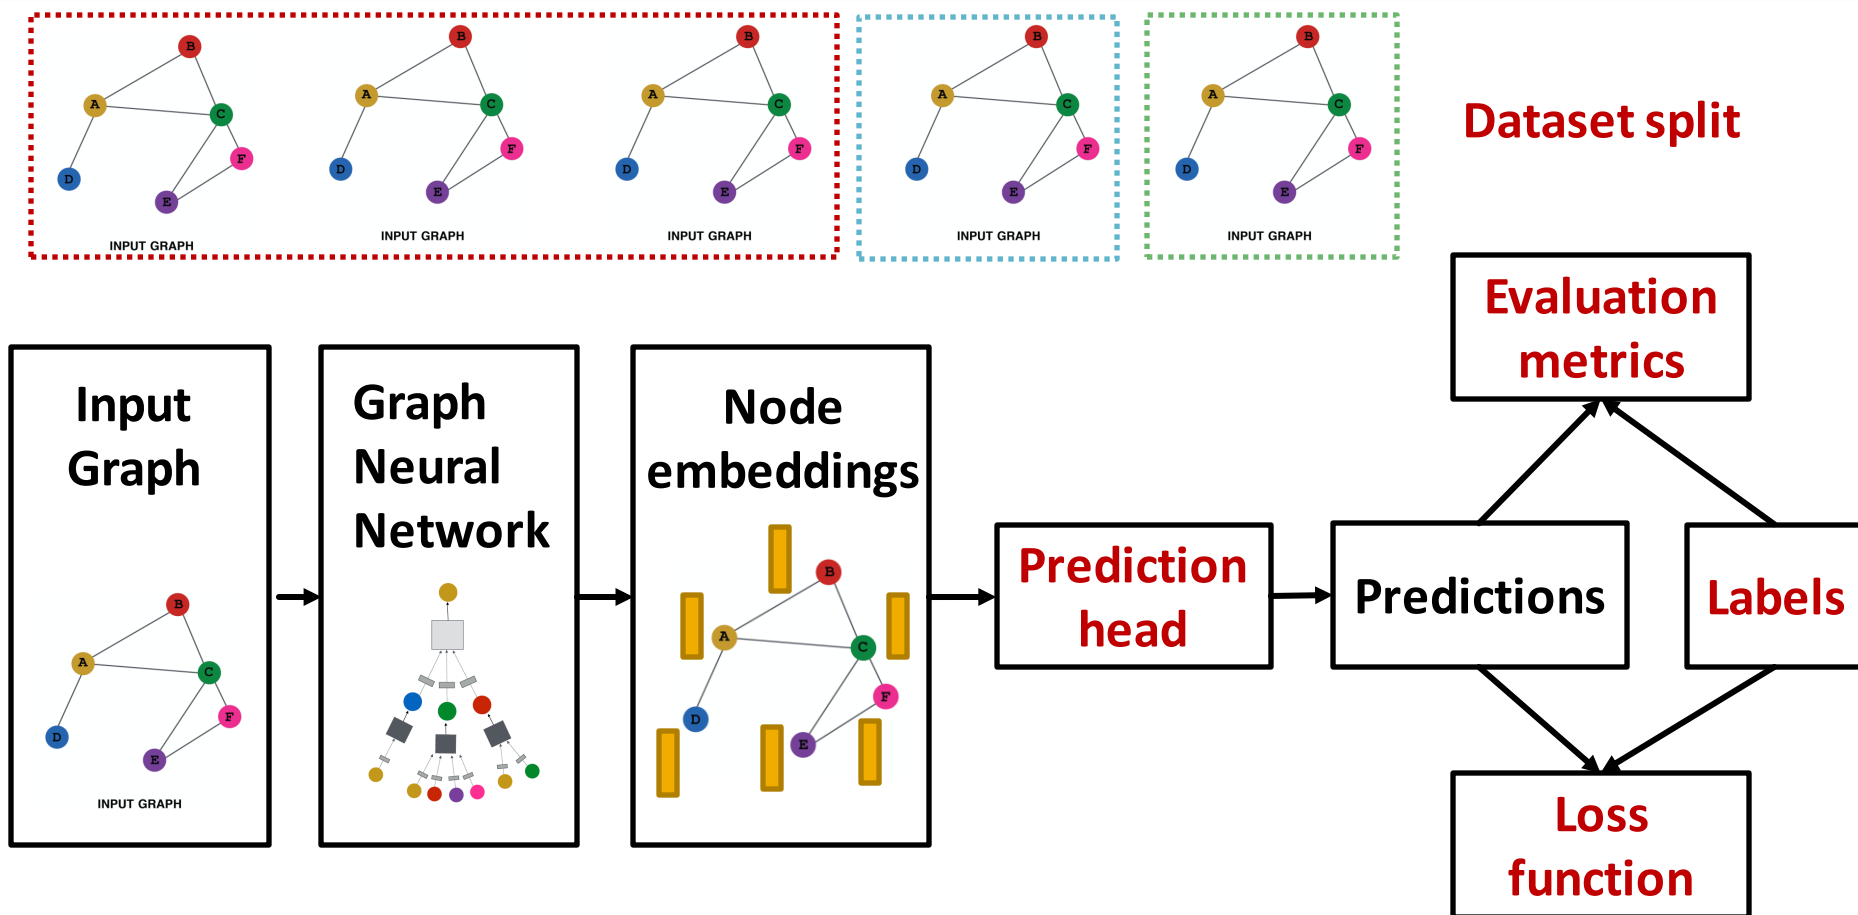 B
A
C
F
D
E
INPUT GRAPH
B
A
C
F
D
E
INPUT GRAPH
B
A
C
F
D
E
INPUT GRAPH
B
A
C
F
D
E
INPUT GRAPH
B
A
C
F
D
E
INPUT GRAPH
Dataset split
Input
Graph
B
A
C
F
D
E
INPUT GRAPH
Graph
Neural
Network
Node
embeddings
B
A
C
F
D
E
Prediction
head
Predictions
Labels
Evaluation
metrics
Loss
function